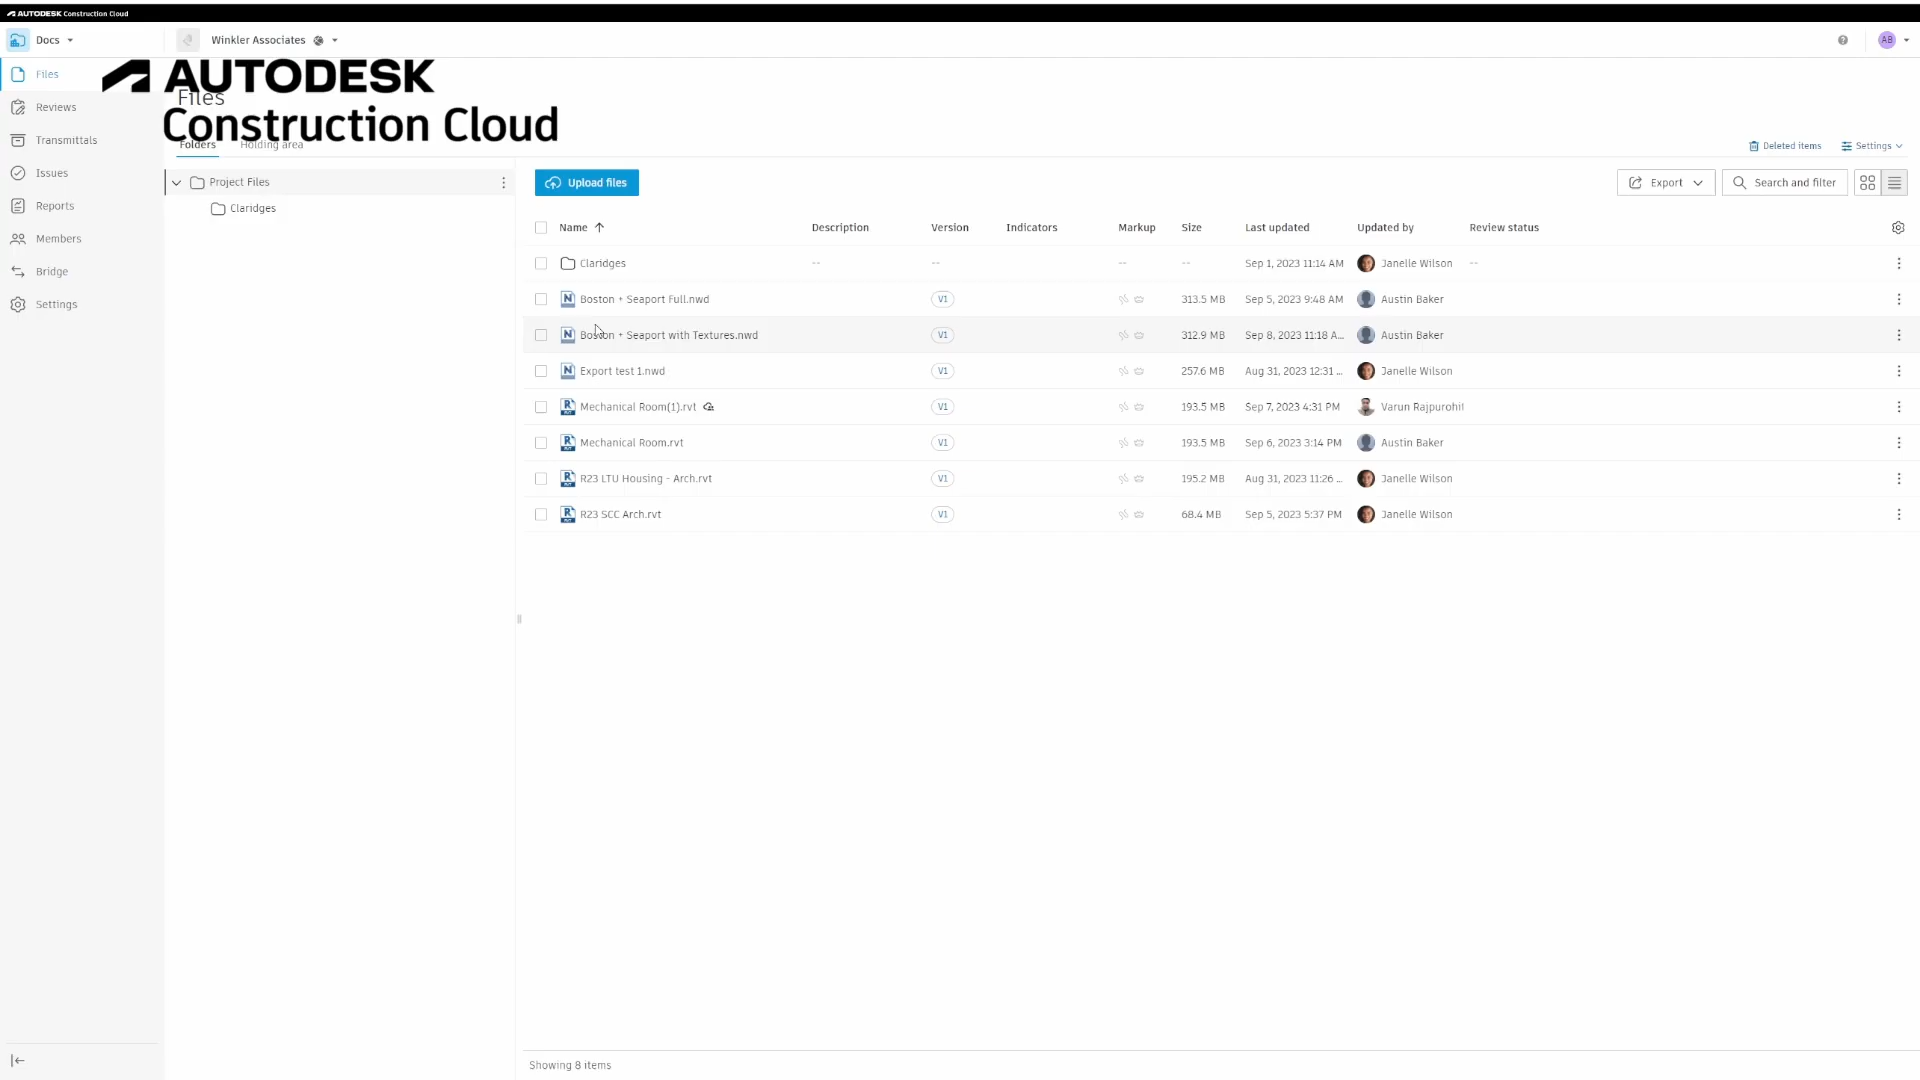 AUTODESK Construction Cloud
Docs
Winkler Associates
AB
Files
Reviews
Transmittals
Issues
Reports
Members
Bridge
Settings
AUTODESK
Files
Construction Cloud
Folders Holding area
Deleted items Settings
Project Files
Claridges
Upload files
Export
Search and filter
Name Description Version Indicators Markup Size Last updated Updated by Review status
Claridges -- -- -- -- Sep 1, 2023 11:14 AM Janelle Wilson --
Boston + Seaport Full.nwd V1 313.5 MB Sep 5, 2023 9:48 AM Austin Baker
Boston + Seaport with Textures.nwd V1 312.9 MB Sep 8, 2023 11:18 A... Austin Baker
Export test 1.nwd V1 257.6 MB Aug 31, 2023 12:31 ... Janelle Wilson
Mechanical Room(1).rvt V1 193.5 MB Sep 7, 2023 4:31 PM Varun Rajpurohit
Mechanical Room.rvt V1 193.5 MB Sep 6, 2023 3:14 PM Austin Baker
R23 LTU Housing - Arch.rvt V1 195.2 MB Aug 31, 2023 11:26 ... Janelle Wilson
R23 SCC Arch.rvt V1 68.4 MB Sep 5, 2023 5:37 PM Janelle Wilson
Showing 8 items